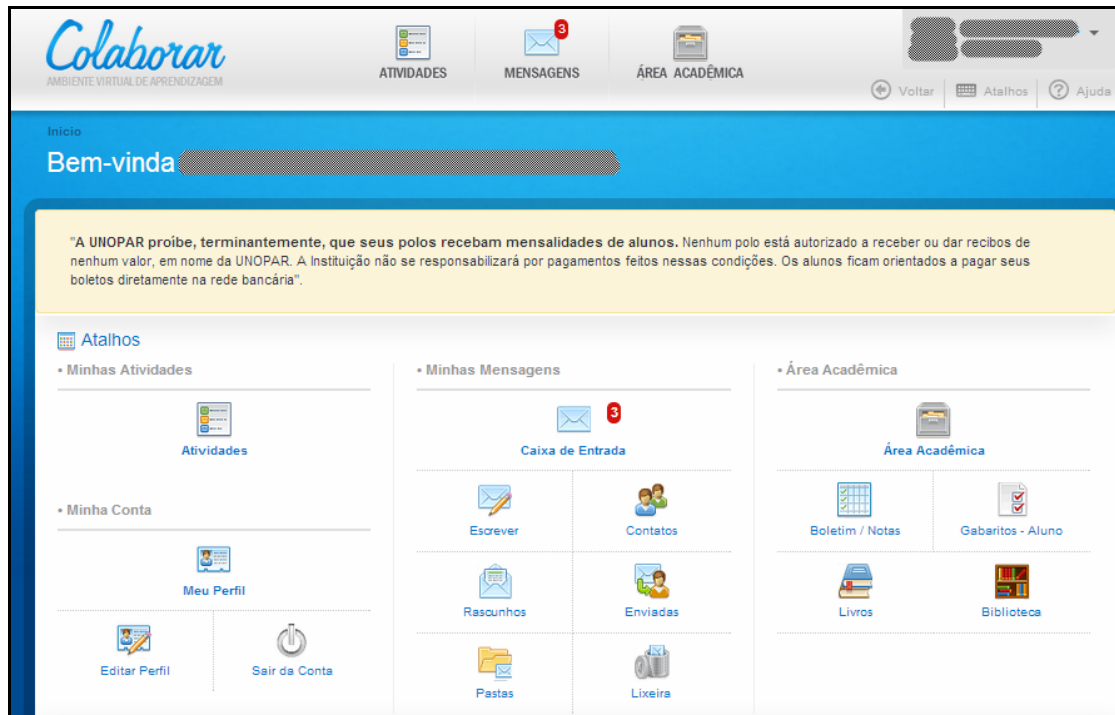 Colaborar
AMBIENTE VIRTUAL DE APRENDIZAGEM
ATIVIDADES
3
MENSAGENS
ÁREA ACADÊMICA
Voltar
Atalhos
Ajuda
Início
Bem-vinda
"A UNOPAR proíbe, terminantemente, que seus polos recebam mensalidades de alunos. Nenhum polo está autorizado a receber ou dar recibos de
nenhum valor, em nome da UNOPAR. A Instituição não se responsabilizará por pagamentos feitos nessas condições. Os alunos ficam orientados a pagar seus
boletos diretamente na rede bancária".
Atalhos
• Minhas Atividades
Atividades
• Minha Conta
Meu Perfil
Editar Perfil
Sair da Conta
• Minhas Mensagens
3
Caixa de Entrada
Escrever
Contatos
Rascunhos
Enviadas
Pastas
Lixeira
• Área Acadêmica
Área Acadêmica
Boletim / Notas
Gabaritos - Aluno
Livros
Biblioteca